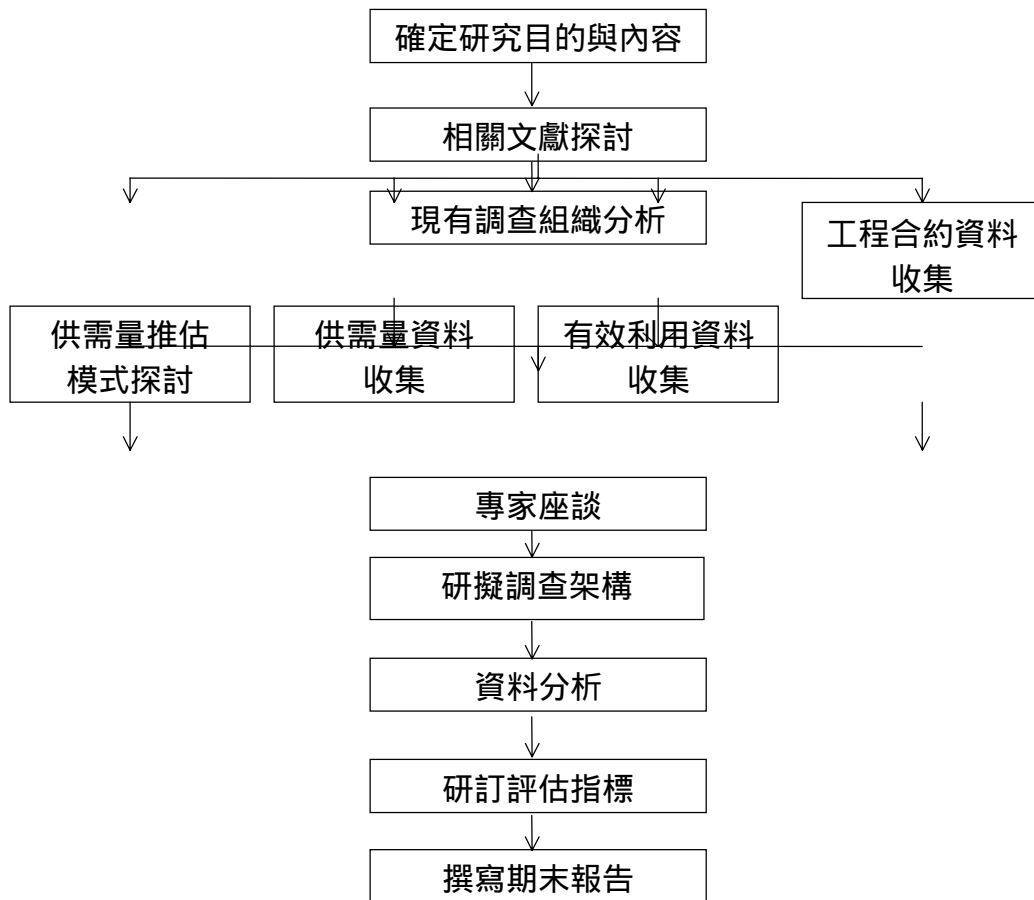 確定研究目的與內容
相關文獻探討
現有調查組織分析
工程合約資料
收集
供需量推估
模式探討
供需量資料
收集
有效利用資料
收集
專家座談
研擬調查架構
資料分析
研訂評估指標
撰寫期末報告